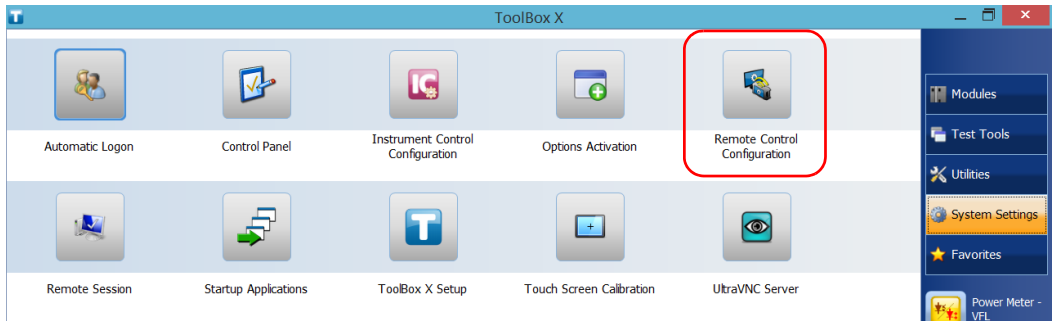 ToolBox X
Automatic Logon
Control Panel
Instrument Control
Configuration
Options Activation
Remote Control
Configuration
Remote Session
Startup Applications
ToolBox X Setup
Touch Screen Calibration
UltraVNC Server
Modules
Test Tools
Utilities
System Settings
Favorites
Power Meter -
VFL